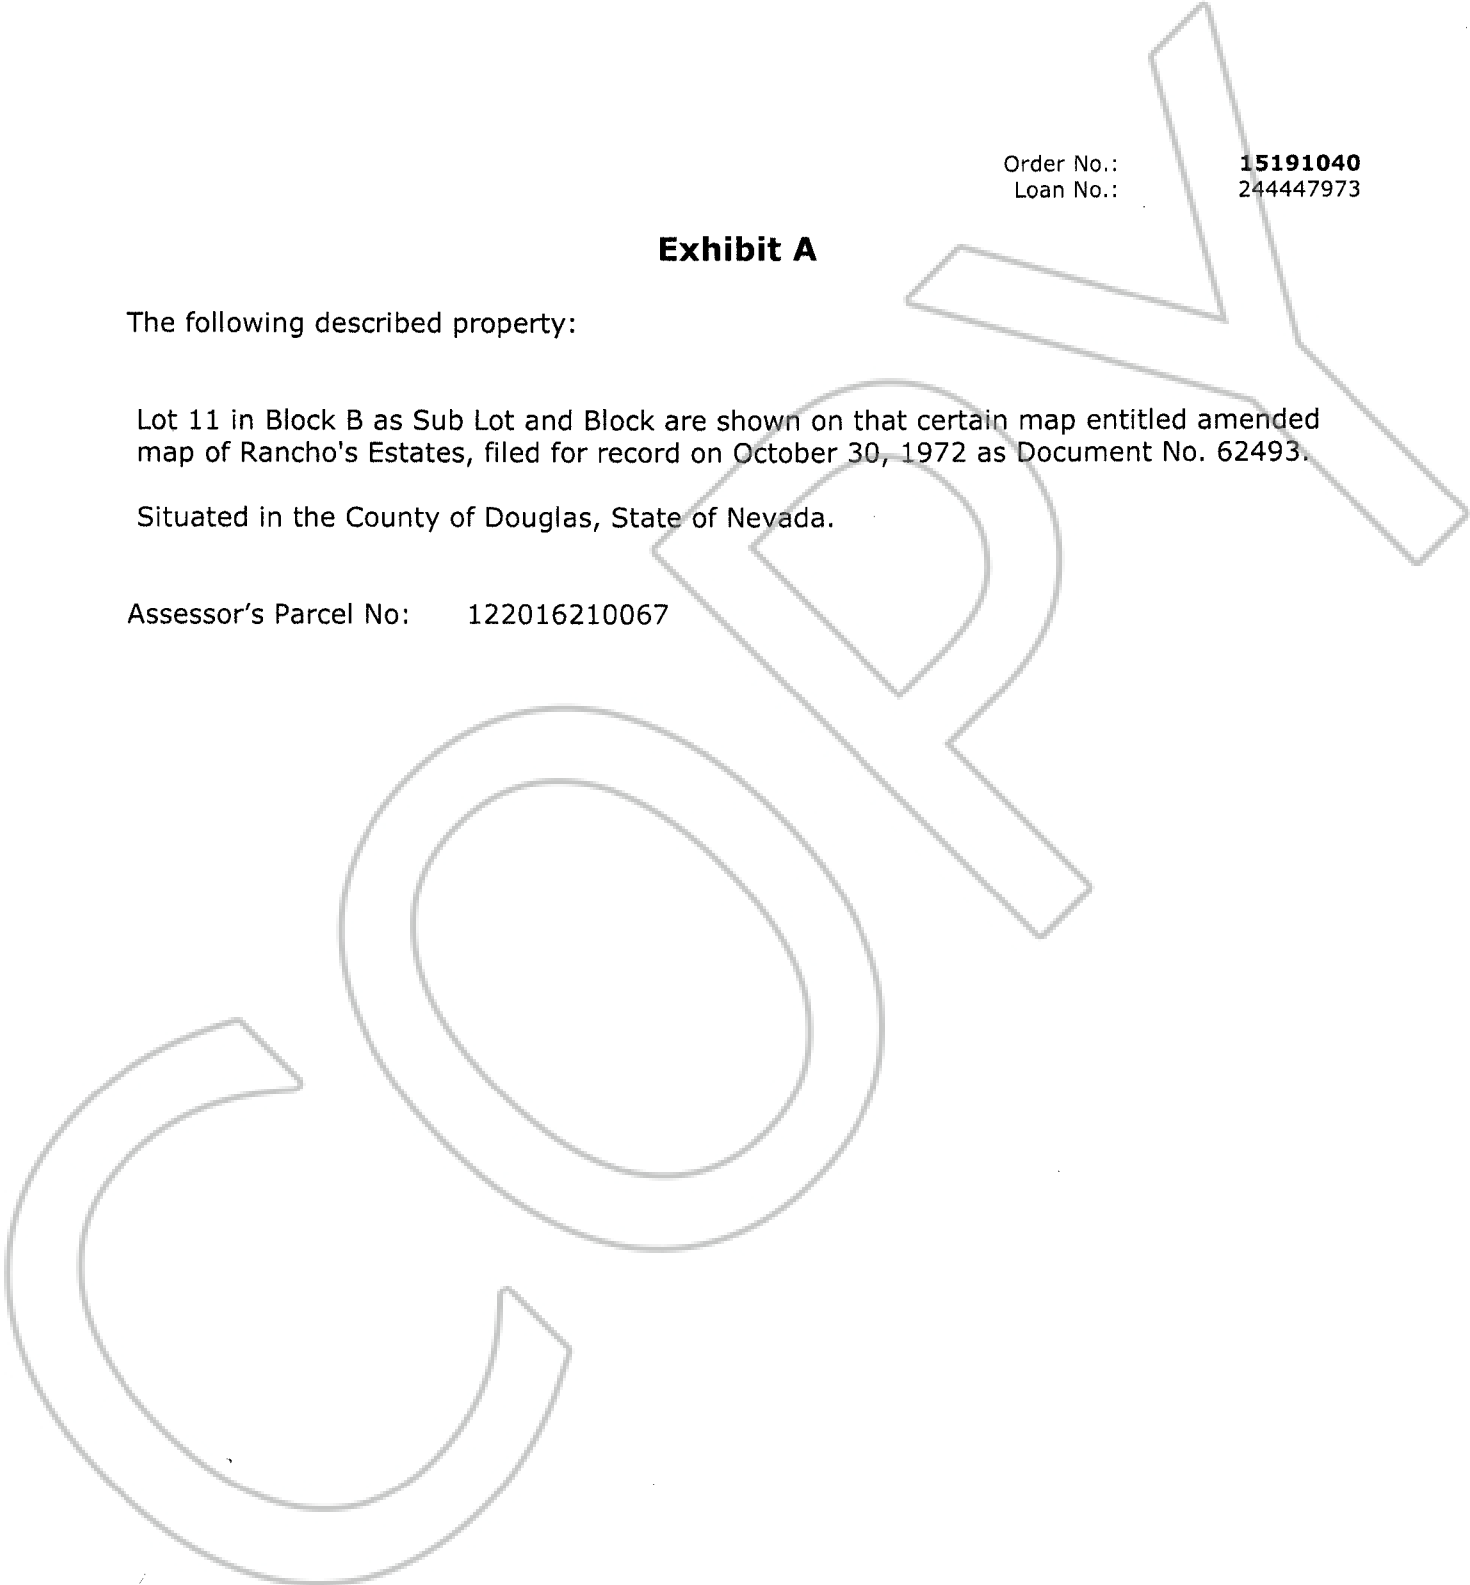 Order No.: 15191040
Loan No.: 244447973
Exhibit A
The following described property:
Lot 11 in Block B as Sub Lot and Block are shown on that certain map entitled amended
map of Rancho's Estates, filed for record on October 30, 1972 as Document No. 62493.
Situated in the County of Douglas, State of Nevada.
Assessor’s Parcel No: 122016210067
COPY